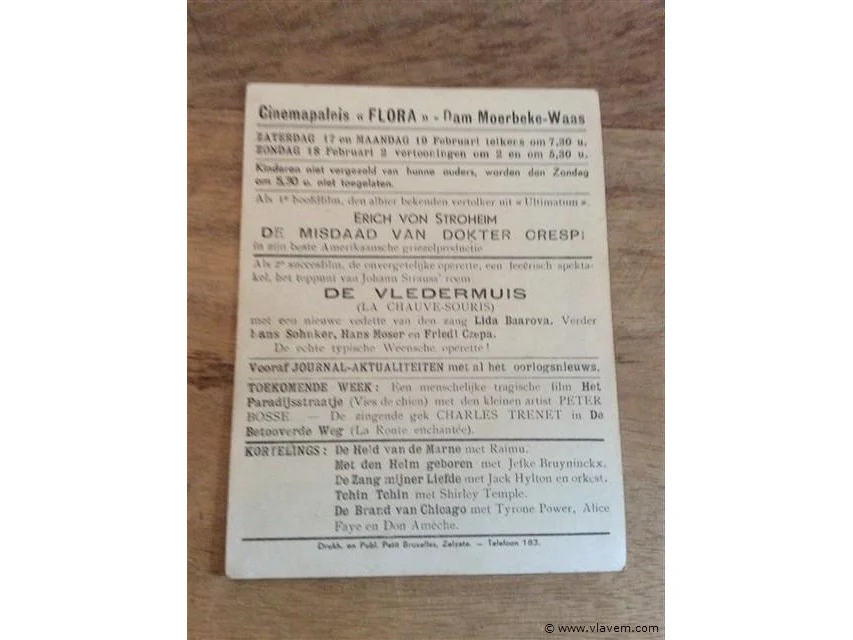 Cinemapaleis « FLORA » - Dam Moerbeke-Waas
ZATERDAG 17 en MAANDAG 19 Februari telkers om 7,30 u.
ZONDAG 18 Februari 2 vertooningen om 2 en om 5,30 u.
Kinderen niet vergezeld van hunne ouders, worden den Zondag
om 5,30 u. niet toegelaten.
Als 1e hoofdfilm, den alhier bekenden vertolker uit « Ultimatum ».
ERICH VON STROHEIM
DE MISDAAD VAN DOKTER CRESPI
in zijn beste Amerikaansche griezelproductie
Als 2e succesfilm, de onvergetelijke operette, een feeërisch spekta-
kel, het toppunt van Johann Strauss' roem
DE VLEDERMUIS
(LA CHAUVE-SOURIS)
met een nieuwe vedette van den zang Lida Baarova. Verder
Hans Sohnker, Hans Moser en Friedl Czepa.
De echte typische Weensche operette !
Vooraf JOURNAL-AKTUALITEITEN met al het oorlogsnieuws.
TOEKOMENDE WEEK : Een menschelijke tragische film Het
Paradijsstraatje (Vies de chien) met den kleinen artist PETER
BOSSE. — De zingende gek CHARLES TRENET in De
Betooverde Weg (La Route enchantée).
KORTELINGS : De Held van de Marne met Raimu.
Met den Helm geboren met Jefke Bruyninckx.
De Zang mijner Liefde met Jack Hylton en orkest.
Tchin Tchin met Shirley Temple.
De Brand van Chicago met Tyrone Power, Alice
Faye en Don Amèche.
Drukk. en Publ. Petit Bruxelles, Zelzate. — Telefoon 183.
© www.vlavem.com